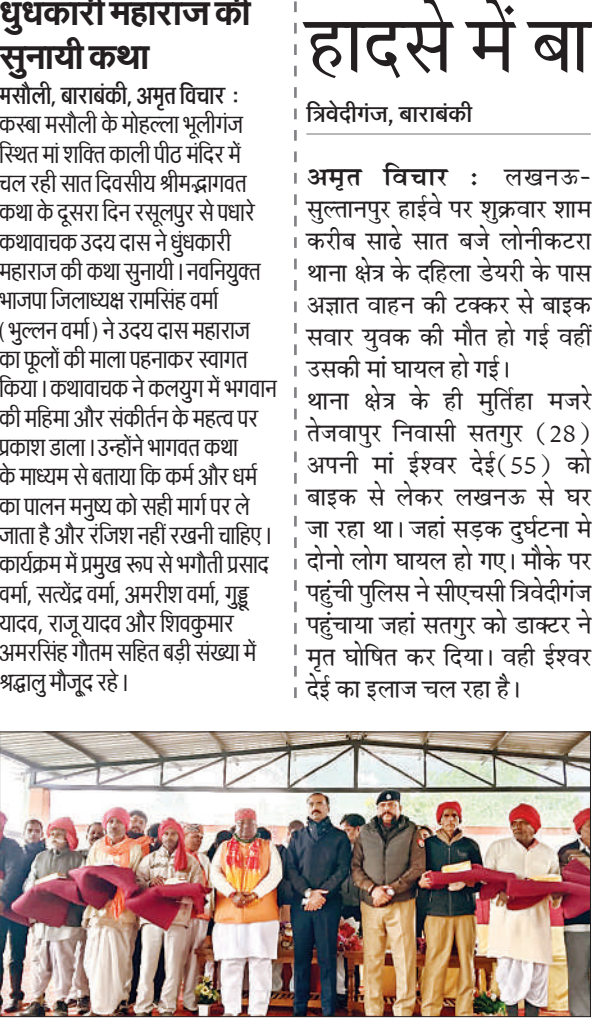 धुंधकारी महाराज की
सुनायी कथा
मसौली, बाराबंकी, अमृत विचार :
कस्बा मसौली के मोहल्ला भूलीगंज
स्थित मां शक्ति काली पीठ मंदिर में
चल रही सात दिवसीय श्रीमद्भागवत
कथा के दूसरा दिन रसूलपुर से पधारे
कथावाचक उदय दास ने धुंधकारी
महाराज की कथा सुनायी। नवनियुक्त
भाजपा जिलाध्यक्ष रामसिंह वर्मा
(भुल्लन वर्मा) ने उदय दास महाराज
का फूलों की माला पहनाकर स्वागत
किया। कथावाचक ने कलयुग में भगवान
की महिमा और संकीर्तन के महत्व पर
प्रकाश डाला। उन्होंने भागवत कथा
के माध्यम से बताया कि कर्म और धर्म
का पालन मनुष्य को सही मार्ग पर ले
जाता है और रंजिश नहीं रखनी चाहिए।
कार्यक्रम में प्रमुख रूप से भगौती प्रसाद
वर्मा, सत्येंद्र वर्मा, अमरीश वर्मा, गुड्डू
यादव, राजू यादव और शिवकुमार
अमरसिंह गौतम सहित बड़ी संख्या में
श्रद्धालु मौजूद रहे।
हादसे में बा
त्रिवेदीगंज, बाराबंकी
अमृत विचार : लखनऊ-
सुल्तानपुर हाईवे पर शुक्रवार शाम
करीब साढे सात बजे लोनीकटरा
थाना क्षेत्र के दहिला डेयरी के पास
अज्ञात वाहन की टक्कर से बाइक
सवार युवक की मौत हो गई वहीं
उसकी मां घायल हो गई।
थाना क्षेत्र के ही मुर्तिहा मजरे
तेजवापुर निवासी सतगुर (28)
अपनी मां ईश्वर देई(55) को
बाइक से लेकर लखनऊ से घर
जा रहा था। जहां सड़क दुर्घटना मे
दोनो लोग घायल हो गए। मौके पर
पहुंची पुलिस ने सीएचसी त्रिवेदीगंज
पहुंचाया जहां सतगुर को डाक्टर ने
मृत घोषित कर दिया। वही ईश्वर
देई का इलाज चल रहा है।